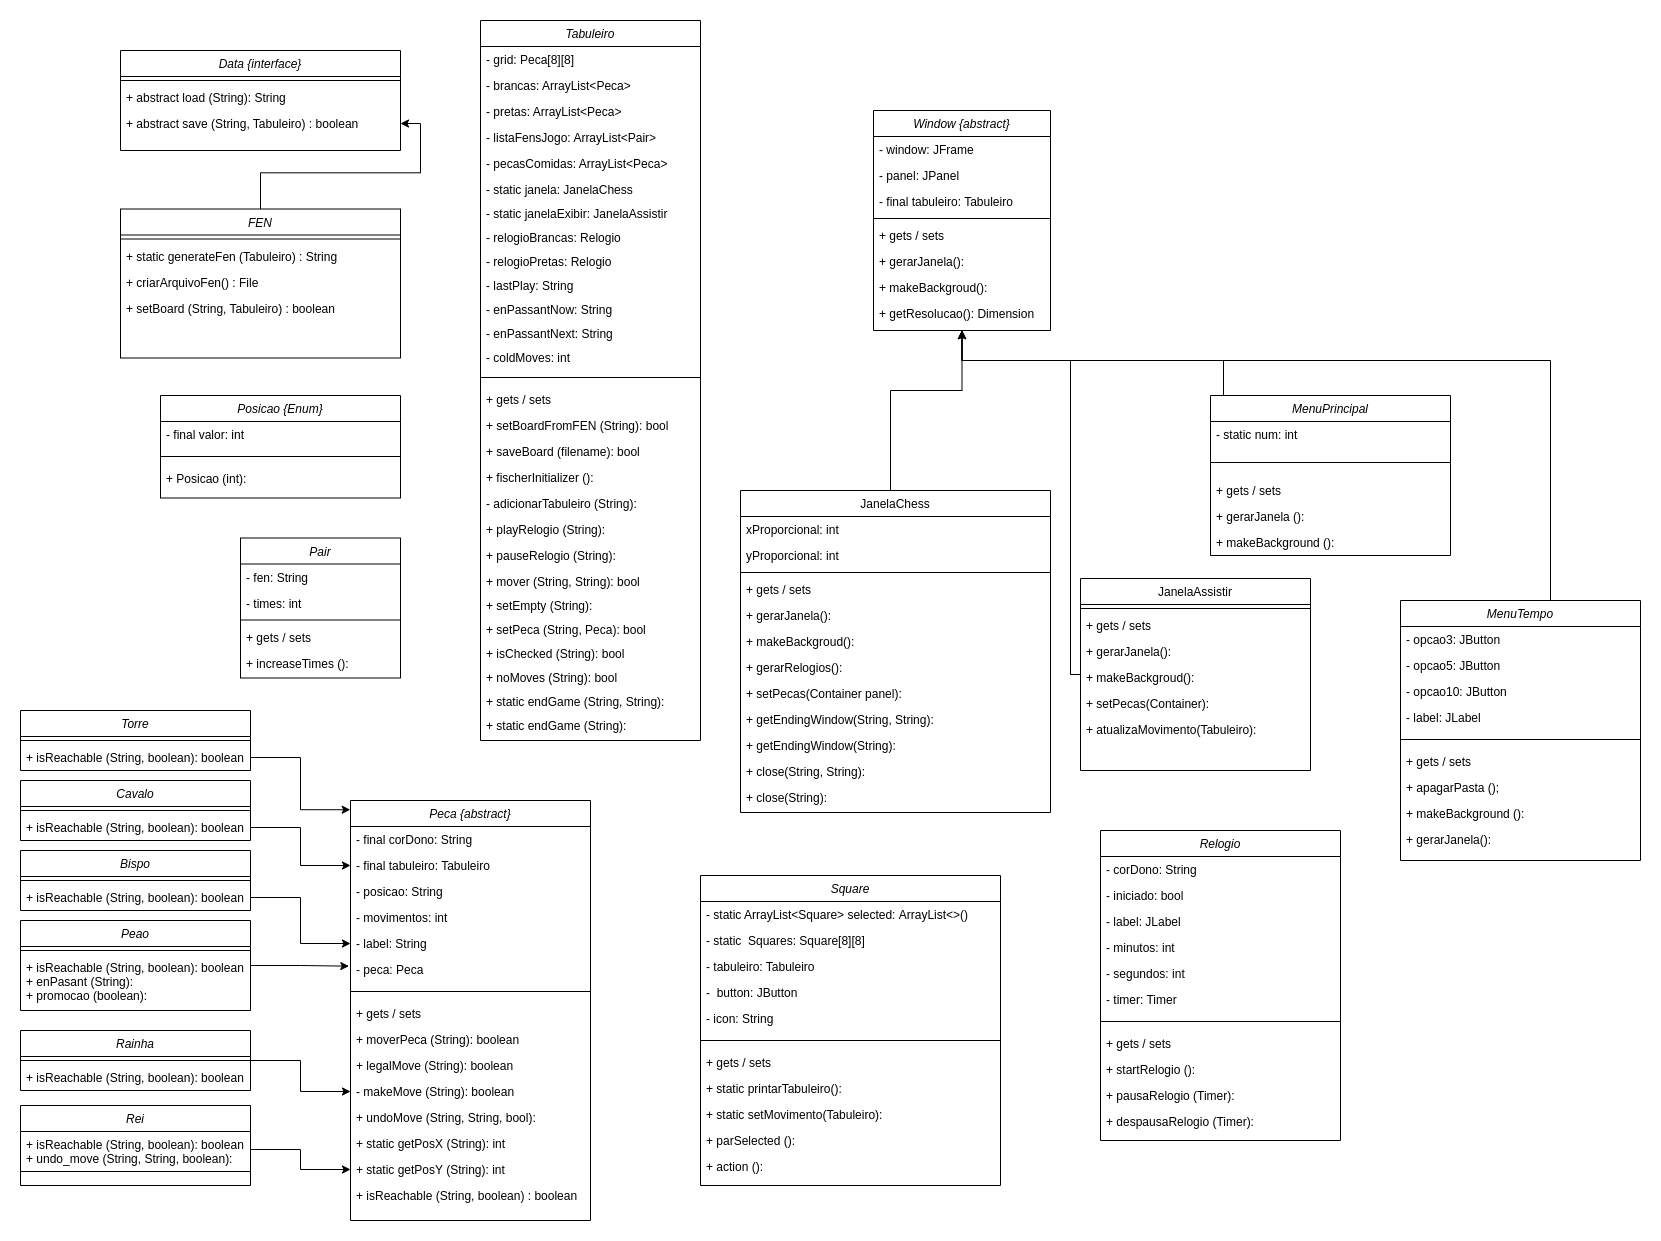 Data {interface}
+ abstract load (String): String
+ abstract save (String, Tabuleiro) : boolean
FEN
+ static generateFen (Tabuleiro) : String
+ criarArquivoFen() : File
+ setBoard (String, Tabuleiro) : boolean
Posicao {Enum}
- final valor: int
+ Posicao (int):
Pair
- fen: String
- times: int
+ gets / sets
+ increaseTimes ():
Tabuleiro
- grid: Peca[8][8]
- brancas: ArrayList<Peca>
- pretas: ArrayList<Peca>
- listaFensJogo: ArrayList<Pair>
- pecasComidas: ArrayList<Peca>
- static janela: JanelaChess
- static janelaExibir: JanelaAssistir
- relogioBrancas: Relogio
- relogioPretas: Relogio
- lastPlay: String
- enPassantNow: String
- enPassantNext: String
- coldMoves: int
+ gets / sets
+ setBoardFromFEN (String): bool
+ saveBoard (filename): bool
+ fischerInitializer ():
- adicionarTabuleiro (String):
+ playRelogio (String):
+ pauseRelogio (String):
+ mover (String, String): bool
+ setEmpty (String):
+ setPeca (String, Peca): bool
+ isChecked (String): bool
+ noMoves (String): bool
+ static endGame (String, String):
+ static endGame (String):
Window {abstract}
- window: JFrame
- panel: JPanel
- final tabuleiro: Tabuleiro
+ gets / sets
+ gerarJanela():
+ makeBackgroud():
+ getResolucao(): Dimension
JanelaChess
xProporcional: int
yProporcional: int
+ gets / sets
+ gerarJanela():
+ makeBackgroud():
+ gerarRelogios():
+ setPecas(Container panel):
+ getEndingWindow(String, String):
+ getEndingWindow(String):
+ close(String, String):
+ close(String):
MenuPrincipal
- static num: int
+ gets / sets
+ gerarJanela ():
+ makeBackground ():
JanelaAssistir
+ gets / sets
+ gerarJanela():
+ makeBackgroud():
+ setPecas(Container):
+ atualizaMovimento(Tabuleiro):
MenuTempo
- opcao3: JButton
- opcao5: JButton
- opcao10: JButton
- label: JLabel
+ gets / sets
+ apagarPasta ();
+ makeBackground ():
+ gerarJanela():
Torre
+ isReachable (String, boolean): boolean
Cavalo
+ isReachable (String, boolean): boolean
Bispo
+ isReachable (String, boolean): boolean
Peao
+ isReachable (String, boolean): boolean
+ enPasant (String):
+ promocao (boolean):
Rainha
+ isReachable (String, boolean): boolean
Rei
+ isReachable (String, boolean): boolean
+ undo_move (String, String, boolean):
Peca {abstract}
- final corDono: String
- final tabuleiro: Tabuleiro
- posicao: String
- movimentos: int
- label: String
- peca: Peca
+ gets / sets
+ moverPeca (String): boolean
+ legalMove (String): boolean
- makeMove (String): boolean
+ undoMove (String, String, bool):
+ static getPosX (String): int
+ static getPosY (String): int
+ isReachable (String, boolean) : boolean
Square
- static ArrayList<Square> selected: ArrayList<>()
- static  Squares: Square[8][8]
- tabuleiro: Tabuleiro
-  button: JButton
- icon: String
+ gets / sets
+ static printarTabuleiro():
+ static setMovimento(Tabuleiro):
+ parSelected ():
+ action ():
Relogio
- corDono: String
- iniciado: bool
- label: JLabel
- minutos: int
- segundos: int
- timer: Timer
+ gets / sets
+ startRelogio ():
+ pausaRelogio (Timer):
+ despausaRelogio (Timer):